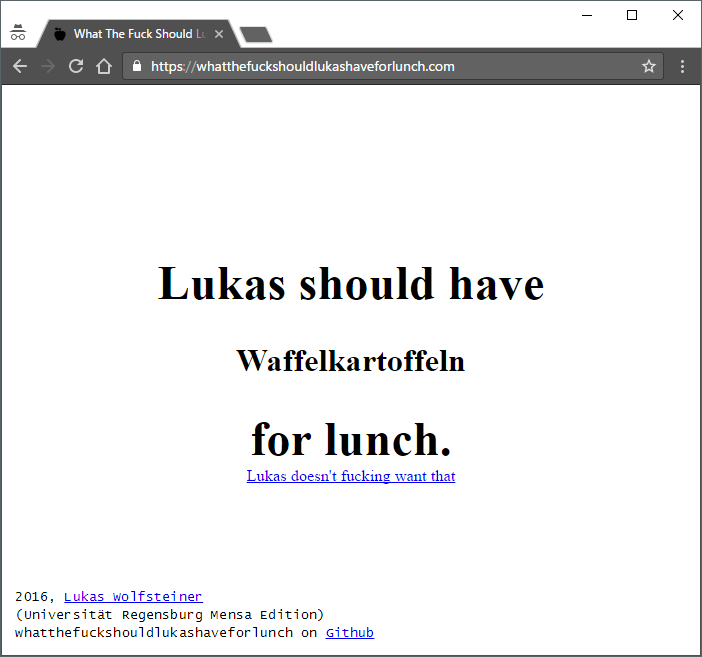 What The Fuck Should Lu
https://whatthefuckshouldlukashaveforlunch.com
Lukas should have
Waffelkartoffeln
for lunch.
Lukas doesn't fucking want that
2016, Lukas Wolfsteiner
(Universität Regensburg Mensa Edition)
whatthefuckshouldlukashaveforlunch on Github